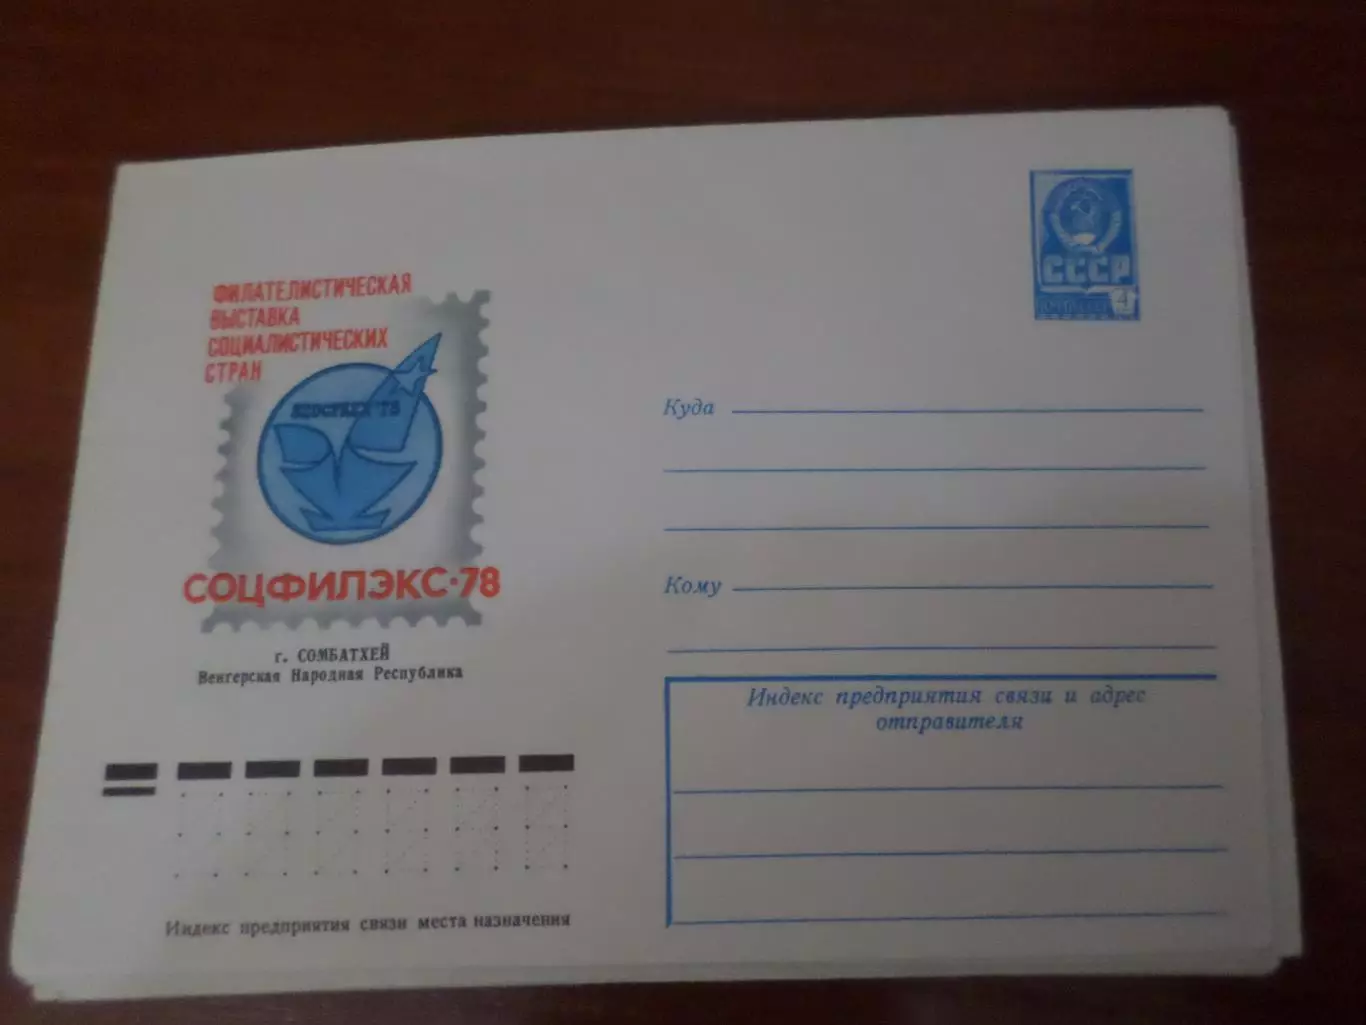 ФИЛАТЕЛИСТИЧЕСКАЯ
ВЫСТАВКА
СОЦИАЛИСТИЧЕСКИХ
СТРАН
СОЦФИЛЭКС·78
г. СОМБАТХЕЙ
Венгерская Народная Республика
Индекс предприятия связи места назначения
СССР
4
Куда
Кому
Индекс предприятия связи и адрес
отправителя